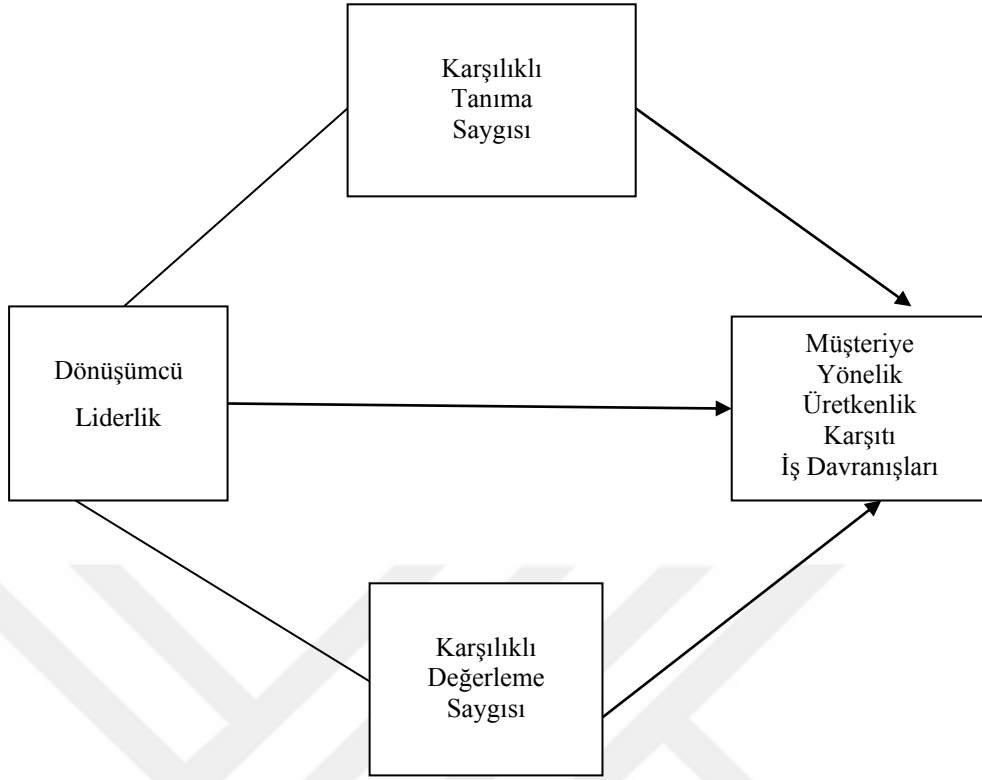 Karşılıklı
Tanıma
Saygısı
Dönüşümcü
Liderlik
Müşteriye
Yönelik
Üretkenlik
Karşıtı
İş Davranışları
Karşılıklı
Değerleme
Saygısı